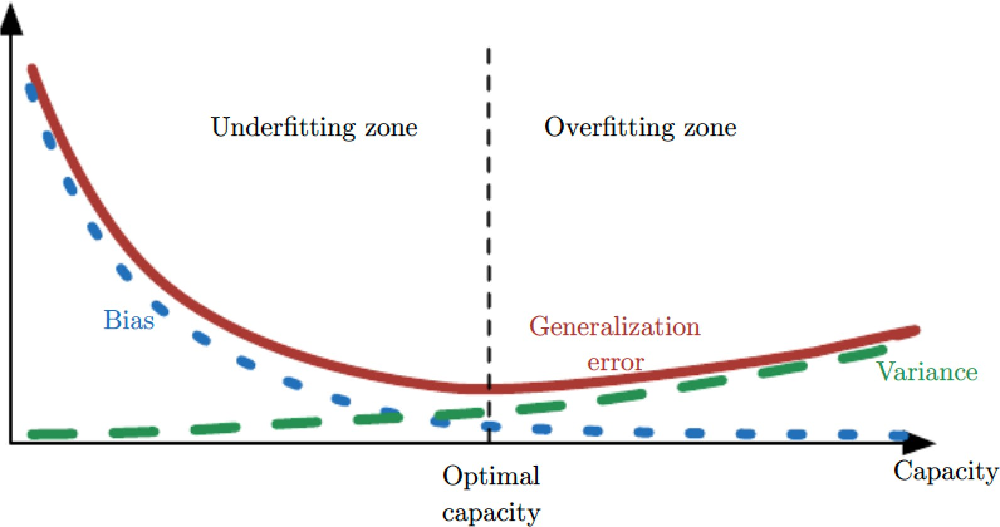 Underfitting zone
Overfitting zone
Bias
Generalization
error
Variance
Optimal
capacity
Capacity